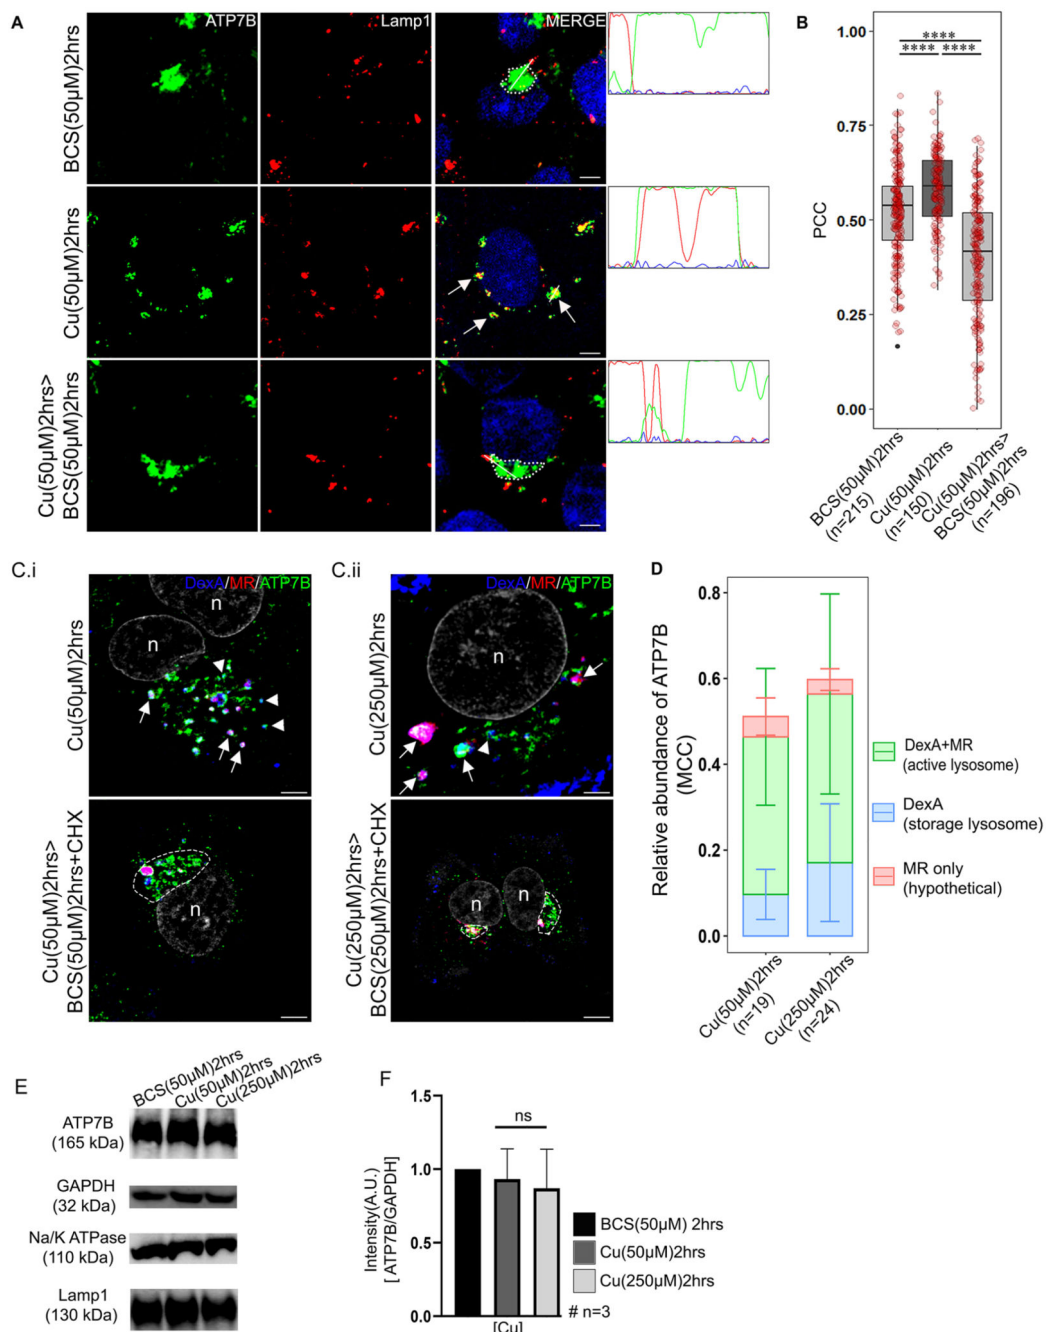 A
ATP7B
Lamp1
MERGE
BCS(50μM)2hrs
Cu(50μM)2hrs
Cu(50μM)2hrs>
BCS(50μM)2hrs
B
PCC
1.00
0.75
0.50
0.25
0.00
****
**** ****
BCS(50μM)2hrs
(n=215)
Cu(50μM)2hrs
(n=150)
Cu(50μM)2hrs>
BCS(50μM)2hrs
(n=196)
C.i
DexA/MR/ATP7B
Cu(50μM)2hrs
n
Cu(50μM)2hrs>
BCS(50μM)2hrs+CHX
n
C.ii
DexA/MR/ATP7B
Cu(250μM)2hrs
n
Cu(250μM)2hrs>
BCS(250μM)2hrs+CHX
n
n
D
Relative abundance of ATP7B
(MCC)
0.8
0.6
0.4
0.2
0.0
Cu(50μM)2hrs
(n=19)
Cu(250μM)2hrs
(n=24)
DexA+MR
(active lysosome)
DexA
(storage lysosome)
MR only
(hypothetical)
E
BCS(50μM)2hrs
Cu(50μM)2hrs
Cu(250μM)2hrs
ATP7B
(165 kDa)
GAPDH
(32 kDa)
Na/K ATPase
(110 kDa)
Lamp1
(130 kDa)
F
Intensity(A.U.)
[ ATP7B/GAPDH]
1.5
1.0
0.5
0.0
ns
[Cu]
BCS(50μM) 2hrs
Cu(50μM)2hrs
Cu(250μM)2hrs
# n=3